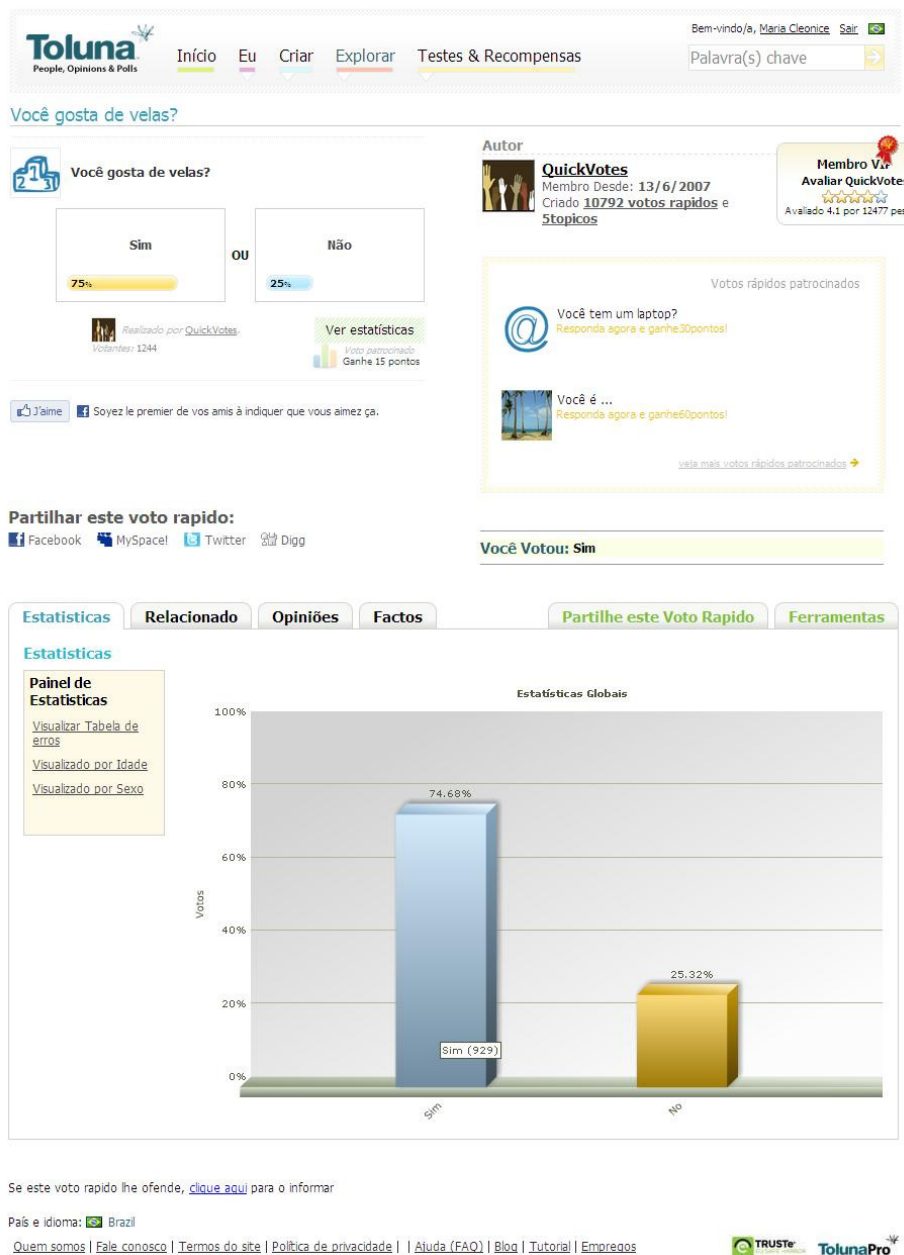 Bem-vindo/a, Maria Cleonice Sair
Toluna
People, Opinions & Polls
Início Eu Criar Explorar Testes & Recompensas
Palavra(s) chave
Você gosta de velas?
Você gosta de velas?
Sim
OU
Não
75%
25%
Realizado por QuickVotes.
Votantes: 1244
Ver estatísticas
Voto patrocinado
Ganhe 15 pontos
J'aime
Soyez le premier de vos amis à indiquer que vous aimez ça.
Autor
QuickVotes
Membro Desde: 13/6/2007
Criado 10792 votos rapidos e
5topicos
Membro VIP
Avaliar QuickVotes
Avaliado 4.1 por 12477 pes
Votos rápidos patrocinados
Você tem um laptop?
Responda agora e ganhe30pontos!
Você é ...
Responda agora e ganhe60pontos!
veja mais votos rápidos patrocinados
Partilhar este voto rapido:
Facebook MySpace! Twitter Digg
Você Votou: Sim
Estatisticas Relacionado Opiniões Factos Partilhe este Voto Rapido Ferramentas
Estatisticas
Painel de
Estatisticas
Visualizar Tabela de
erros
Visualizado por Idade
Visualizado por Sexo
Estatísticas Globais
100%
80%
60%
40%
20%
0%
Votos
74.68%
25.32%
Sim (929)
Sim
No
Se este voto rapido lhe ofende, clique aqui para o informar
País e idioma: Brazil
Quem somos | Fale conosco | Termos do site | Política de privacidade | | Ajuda (FAQ) | Blog | Tutorial | Empregos
TRUSTe
TolunaPro